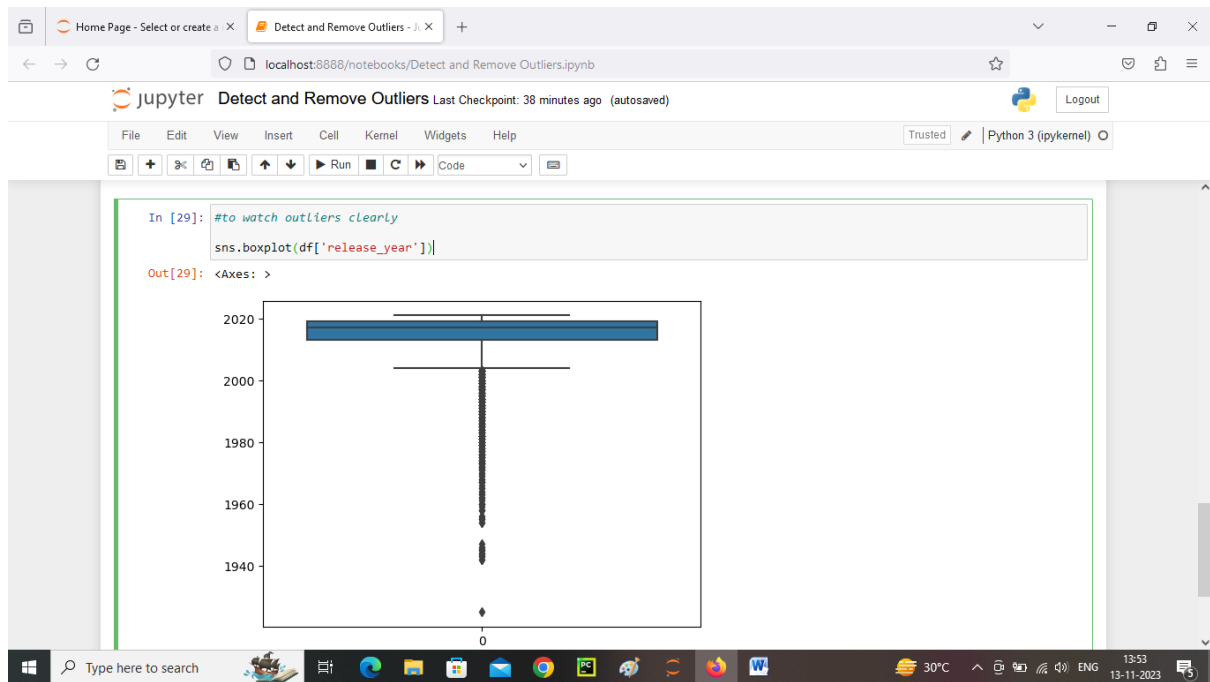 Home Page - Select or create a
Detect and Remove Outliers - Ju
localhost:8888/notebooks/Detect and Remove Outliers.ipynb
jupyter Detect and Remove Outliers Last Checkpoint: 38 minutes ago (autosaved)
Logout
File Edit View Insert Cell Kernel Widgets Help
Trusted Python 3 (ipykernel)
Run Code
In [29]: #to watch outliers clearly
sns.boxplot(df['release_year'])
Out[29]: <Axes: >
2020
2000
1980
1960
1940
0
Type here to search
PC
W
30°C
ENG
13:53
13-11-2023
5